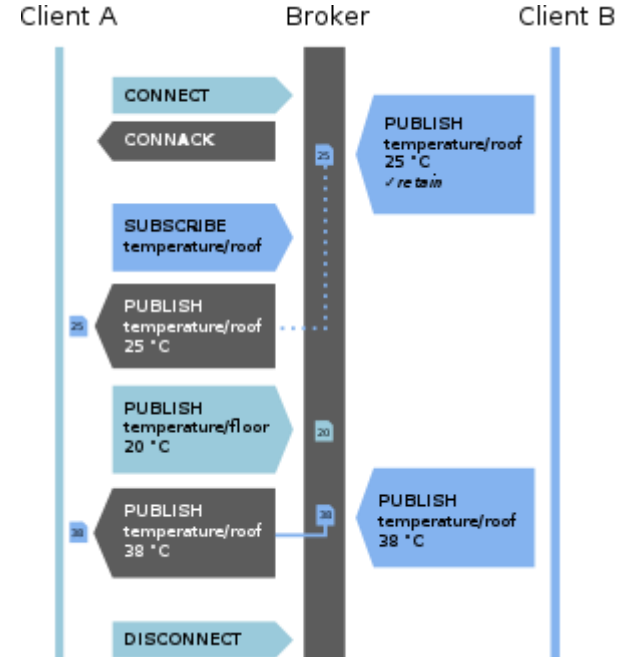 Client A
Broker
Client B
CONNECT
CONNACK
PUBLISH
temperature/roof
25 °C
✓retain
25
SUBSCRIBE
temperature/roof
PUBLISH
temperature/roof
25 °C
25
PUBLISH
temperature/floor
20 °C
20
PUBLISH
temperature/roof
38 °C
38
38
PUBLISH
temperature/roof
38 °C
DISCONNECT